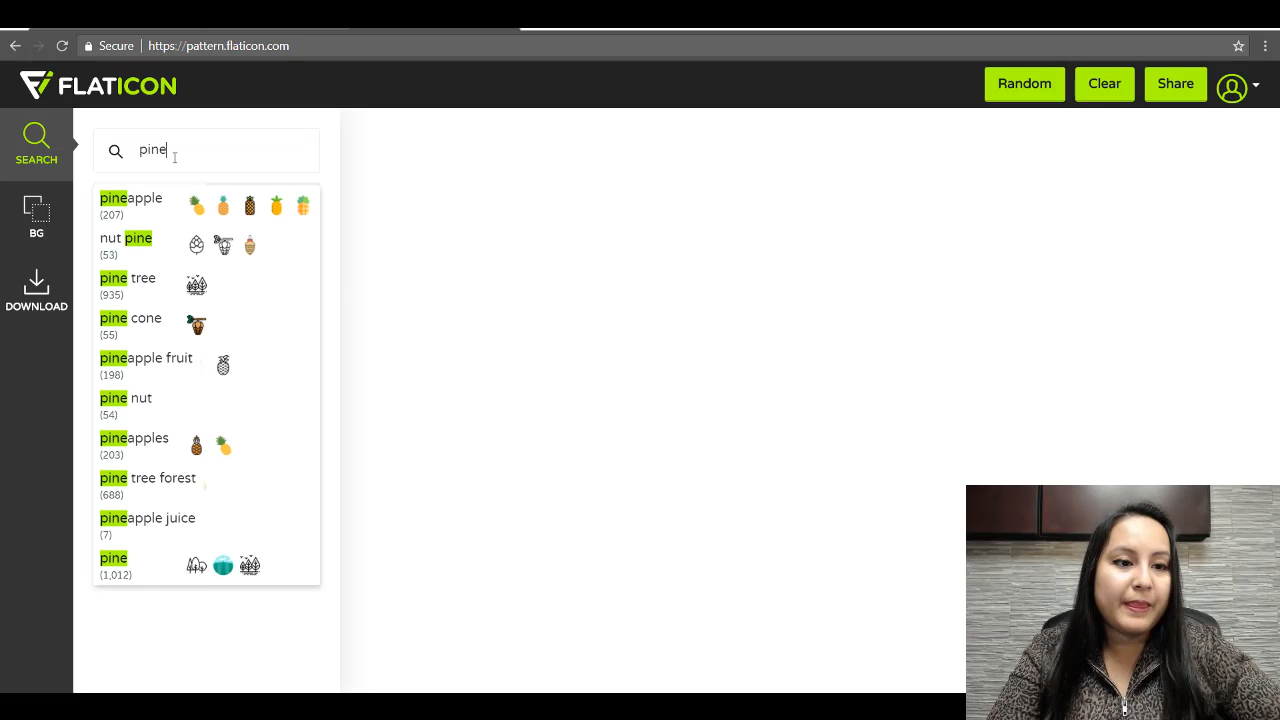 Secure
https://pattern.flaticon.com
FLATICON
Random
Clear
Share
SEARCH
BG
DOWNLOAD
pine
pineapple
(207)
nut pine
(53)
pine tree
(935)
pine cone
(55)
pineapple fruit
(198)
pine nut
(54)
pineapples
(203)
pine tree forest
(688)
pineapple juice
(7)
pine
(1,012)